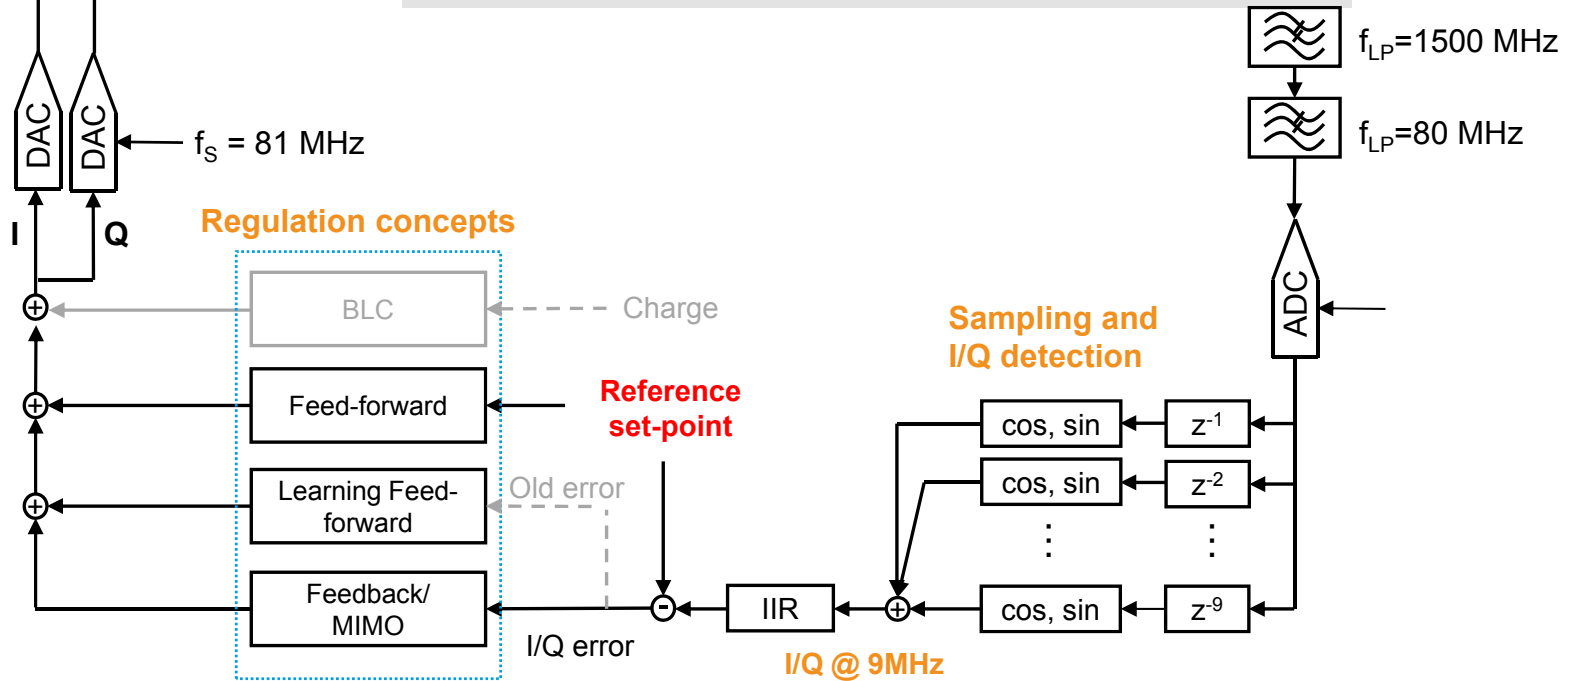 f_LP=1500 MHz
f_LP=80 MHz
DAC
DAC
f_S = 81 MHz
I
Q
Regulation concepts
BLC
Charge
ADC
Sampling and
I/Q detection
Feed-forward
Reference
set-point
cos, sin
z^-1
Learning Feed-
forward
Old error
cos, sin
z^-2
⋮
⋮
Feedback/
MIMO
I/Q error
-
IIR
+
+
+
+
cos, sin
z^-9
I/Q @ 9MHz